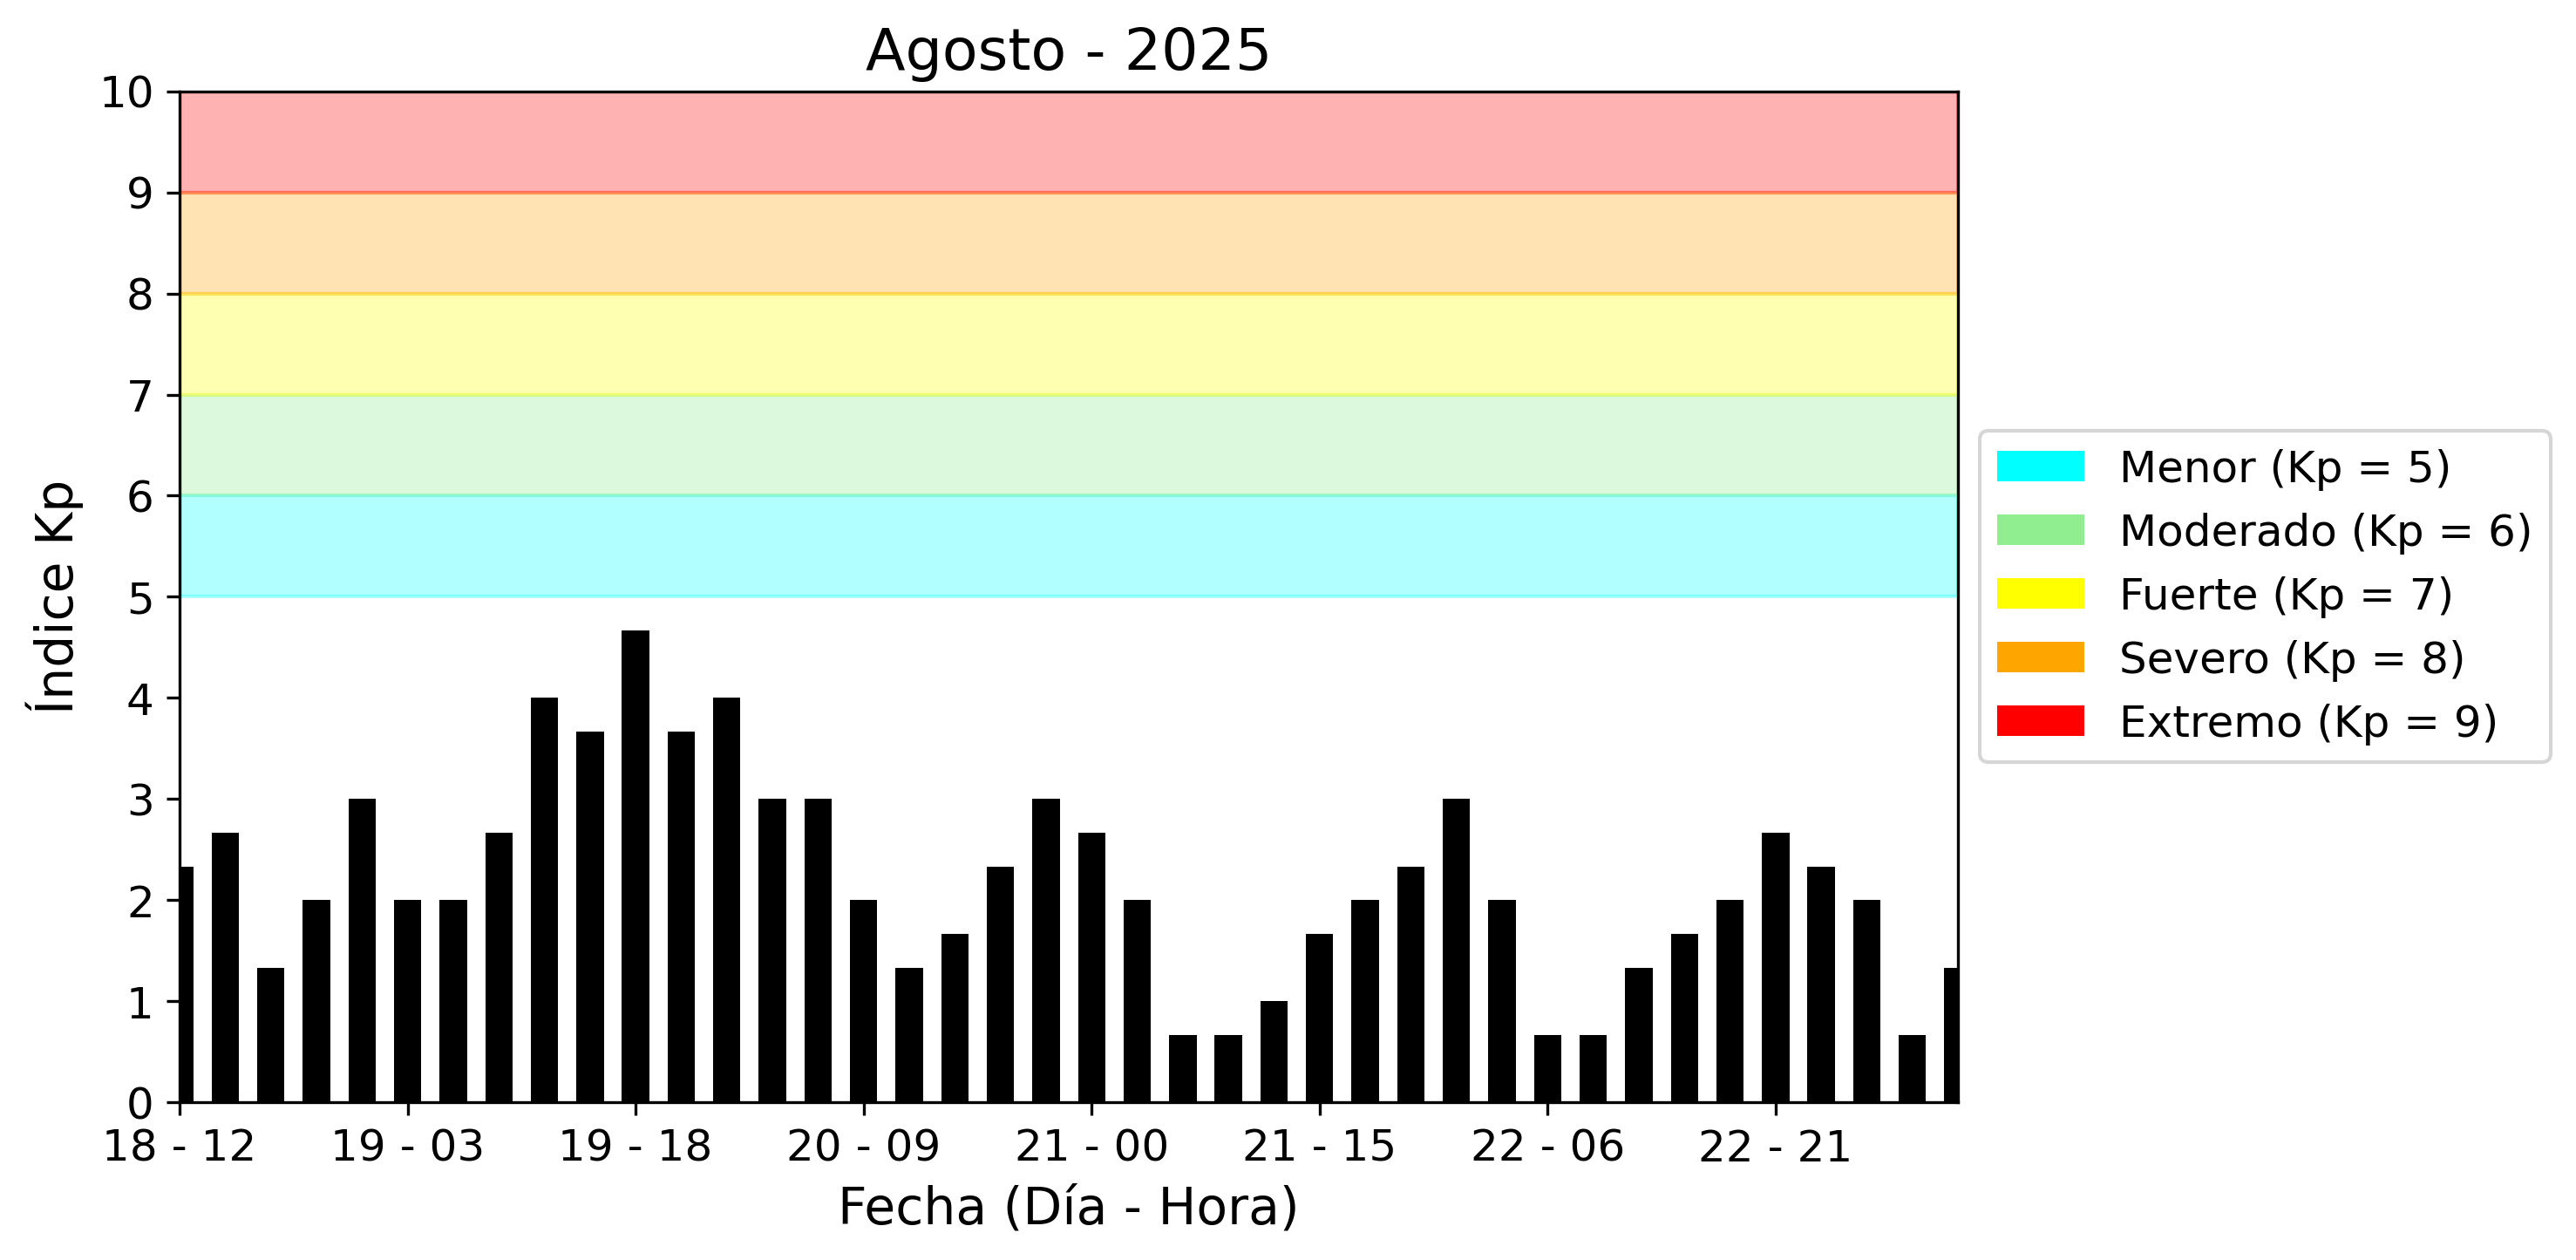 Agosto - 2025
10
9
8
7
6
5
4
3
2
1
0
Índice Kp
18 - 12
19 - 03
19 - 18
20 - 09
21 - 00
21 - 15
22 - 06
22 - 21
Fecha (Día - Hora)
Menor (Kp = 5)
Moderado (Kp = 6)
Fuerte (Kp = 7)
Severo (Kp = 8)
Extremo (Kp = 9)